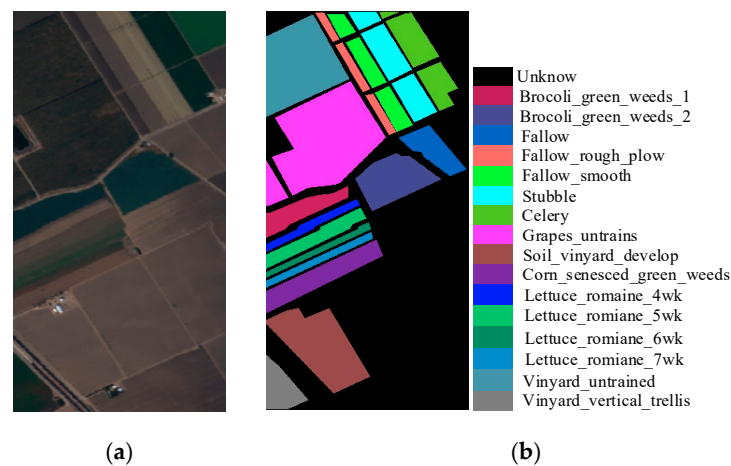 Unknow
Brocoli_green_weeds_1
Brocoli_green_weeds_2
Fallow
Fallow_rough_plow
Fallow_smooth
Stubble
Celery
Grapes_untrains
Soil_vinyard_develop
Corn_senesced_green_weeds
Lettuce_romaine_4wk
Lettuce_romiane_5wk
Lettuce_romiane_6wk
Lettuce_romiane_7wk
Vinyard_untrained
Vinyard_vertical_trellis
(a)
(b)